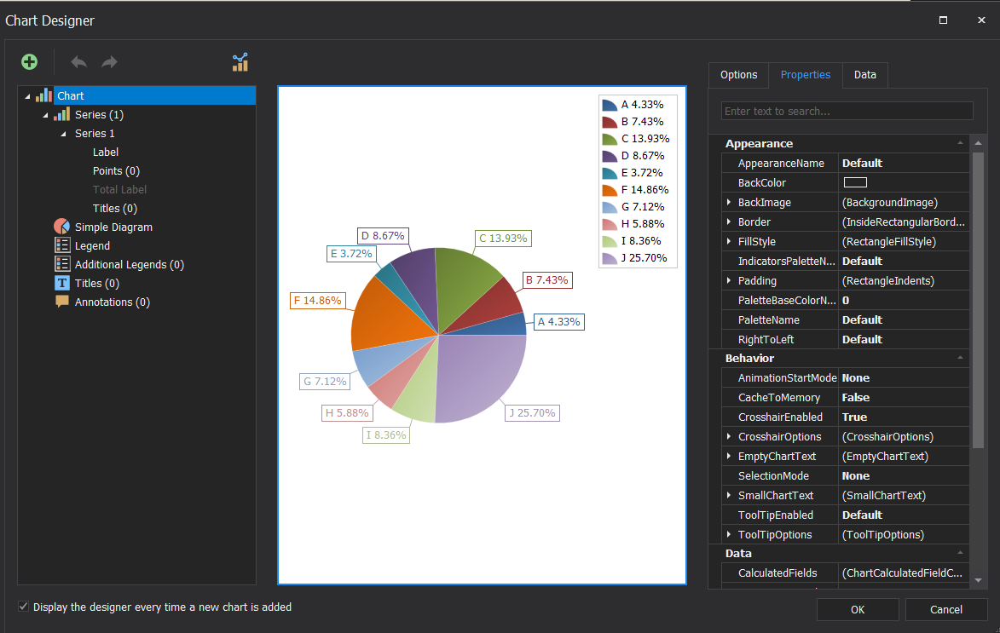 Chart Designer
Chart
Series (1)
Series 1
Label
Points (0)
Total Label
Titles (0)
Simple Diagram
Legend
Additional Legends (0)
Titles (0)
Annotations (0)
A 4.33%
B 7.43%
C 13.93%
D 8.67%
E 3.72%
F 14.86%
G 7.12%
H 5.88%
I 8.36%
J 25.70%
D 8.67%
C 13.93%
E 3.72%
B 7.43%
F 14.86%
A 4.33%
G 7.12%
H 5.88%
J 25.70%
I 8.36%
Options Properties Data
Enter text to search...
Appearance
AppearanceName Default
BackColor
BackImage (BackgroundImage)
Border (InsideRectangularBord...
FillStyle (RectangleFillStyle)
IndicatorsPaletteN... Default
Padding (RectangleIndents)
PaletteBaseColorN... 0
PaletteName Default
RightToLeft Default
Behavior
AnimationStartMode None
CacheToMemory False
CrosshairEnabled True
CrosshairOptions (CrosshairOptions)
EmptyChartText (EmptyChartText)
SelectionMode None
SmallChartText (SmallChartText)
ToolTipEnabled Default
ToolTipOptions (ToolTipOptions)
Data
CalculatedFields (ChartCalculatedFieldC...
Display the designer every time a new chart is added
OK Cancel